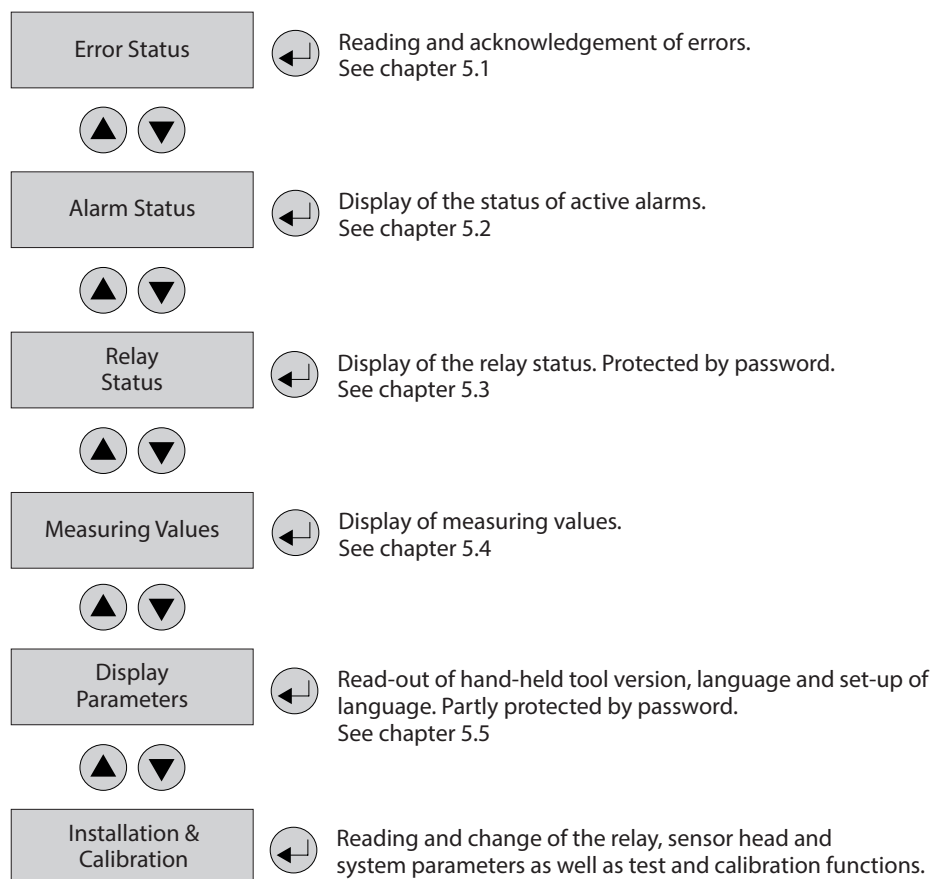 Error Status
Reading and acknowledgement of errors.
See chapter 5.1
Alarm Status
Display of the status of active alarms.
See chapter 5.2
Relay
Status
Display of the relay status. Protected by password.
See chapter 5.3
Measuring Values
Display of measuring values.
See chapter 5.4
Display
Parameters
Read-out of hand-held tool version, language and set-up of
language. Partly protected by password.
See chapter 5.5
Installation &
Calibration
Reading and change of the relay, sensor head and
system parameters as well as test and calibration functions.